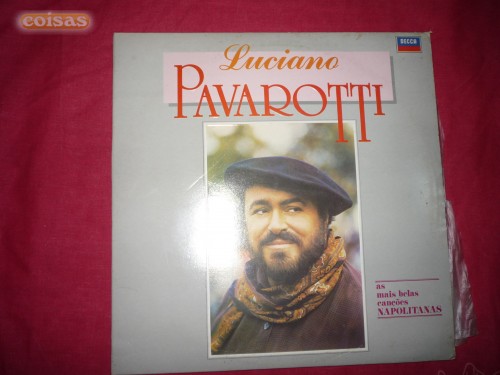 coisas
DECCA
Luciano
PAVAROTTI
as
mais belas
canções
NAPOLITANAS